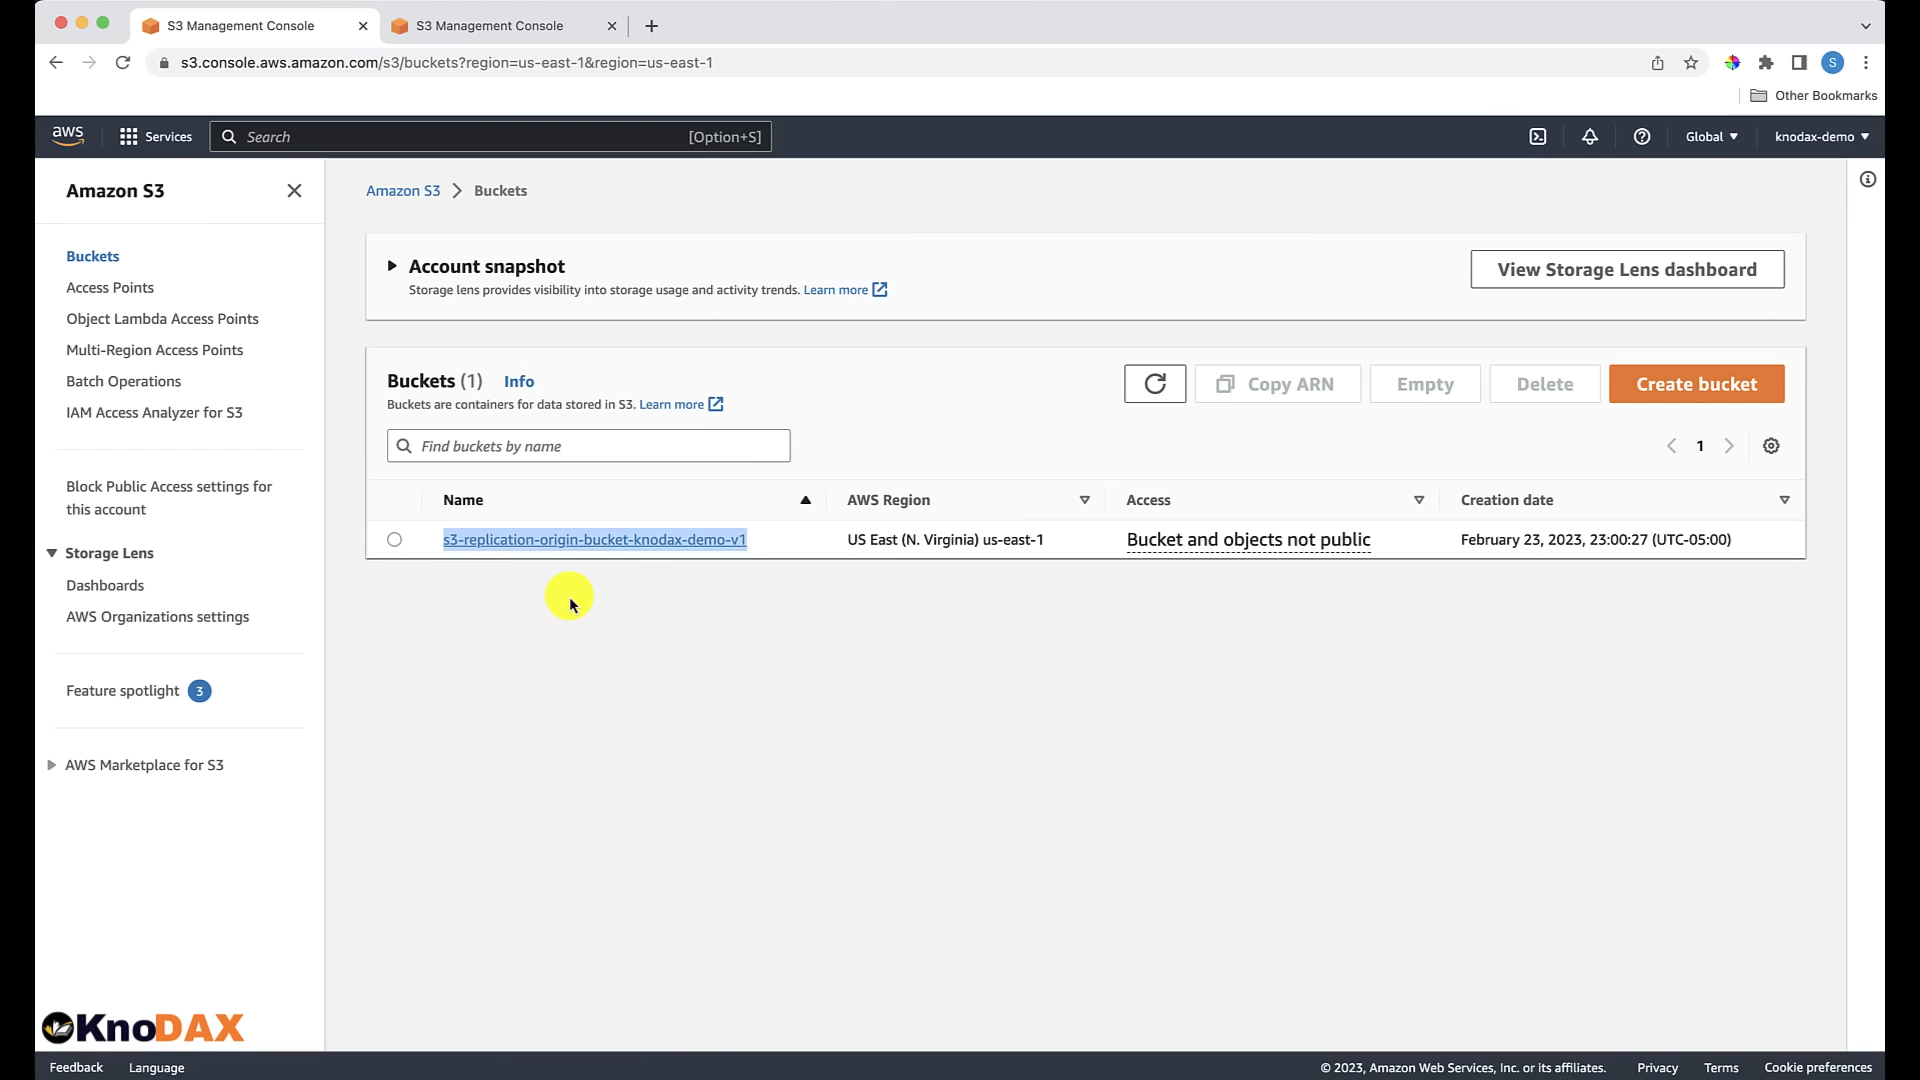 S3 Management Console
S3 Management Console
s3.console.aws.amazon.com/s3/buckets?region=us-east-1&region=us-east-1
S
Other Bookmarks
aws
Services
Search
[Option+S]
Global
knodax-demo
Amazon S3
Amazon S3
Buckets
Buckets
Access Points
Object Lambda Access Points
Multi-Region Access Points
Batch Operations
IAM Access Analyzer for S3
Block Public Access settings for
this account
Storage Lens
Dashboards
AWS Organizations settings
Feature spotlight 3
AWS Marketplace for S3
Account snapshot
Storage lens provides visibility into storage usage and activity trends. Learn more
View Storage Lens dashboard
Buckets (1) Info
Buckets are containers for data stored in S3. Learn more
Copy ARN
Empty
Delete
Create bucket
Find buckets by name
1
Name
AWS Region
Access
Creation date
s3-replication-origin-bucket-knodax-demo-v1
US East (N. Virginia) us-east-1
Bucket and objects not public
February 23, 2023, 23:00:27 (UTC-05:00)
KnoDAX
Feedback
Language
© 2023, Amazon Web Services, Inc. or its affiliates.
Privacy
Terms
Cookie preferences